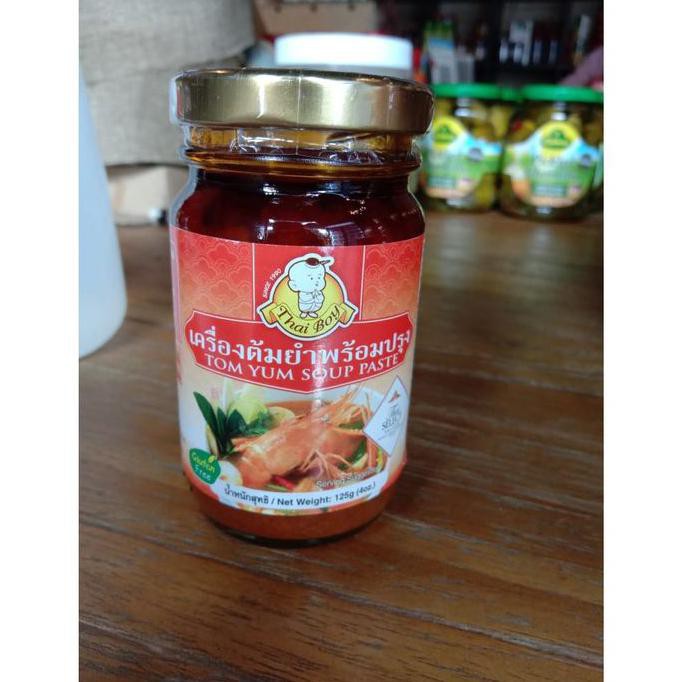 SINCE 1990
Thai Boy
เครื่องต้มยำพร้อมปรุง
TOM YUM SOUP PASTE
SELECT
Gluten
Free
น้ำหนักสุทธิ / Net Weight: 125g (4oz.)